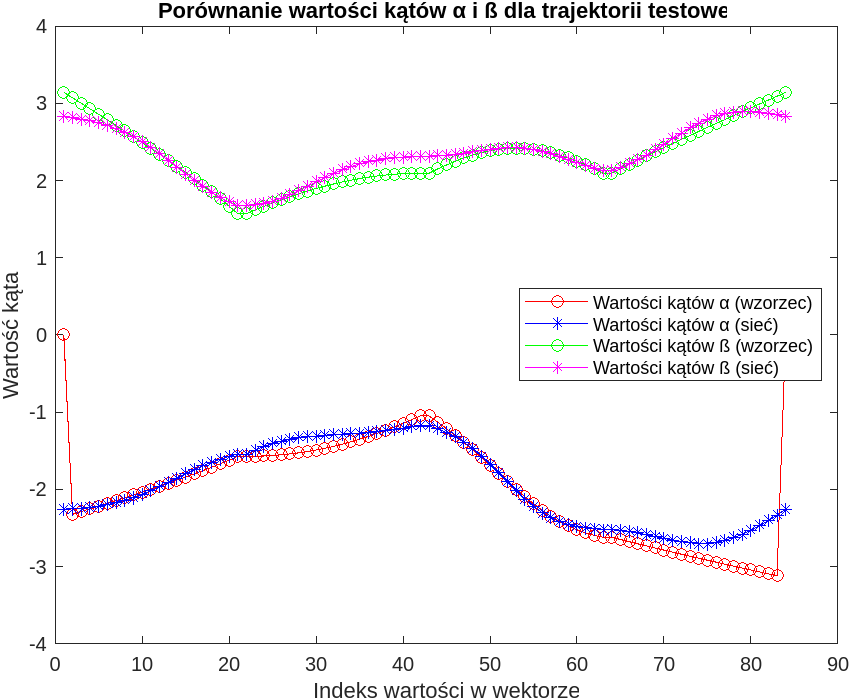 Porównanie wartości kątów α i ß dla trajektorii testowe
4
3
2
1
0
-1
-2
-3
-4
Wartość kąta
0 10 20 30 40 50 60 70 80 90
Indeks wartości w wektorze
Wartości kątów α (wzorzec)
Wartości kątów α (sieć)
Wartości kątów ß (wzorzec)
Wartości kątów ß (sieć)